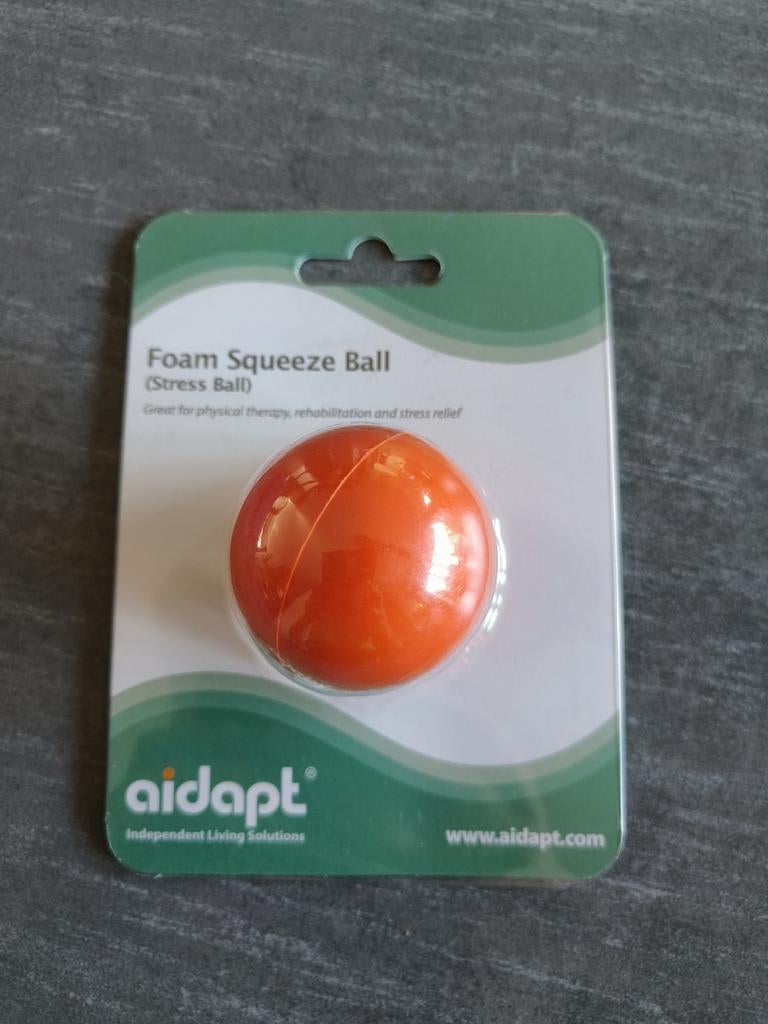 Foam Squeeze Ball
(Stress Ball)
Great for physical therapy, rehabilitation and stress relief
aidapt®
Independent Living Solutions
www.aidapt.com